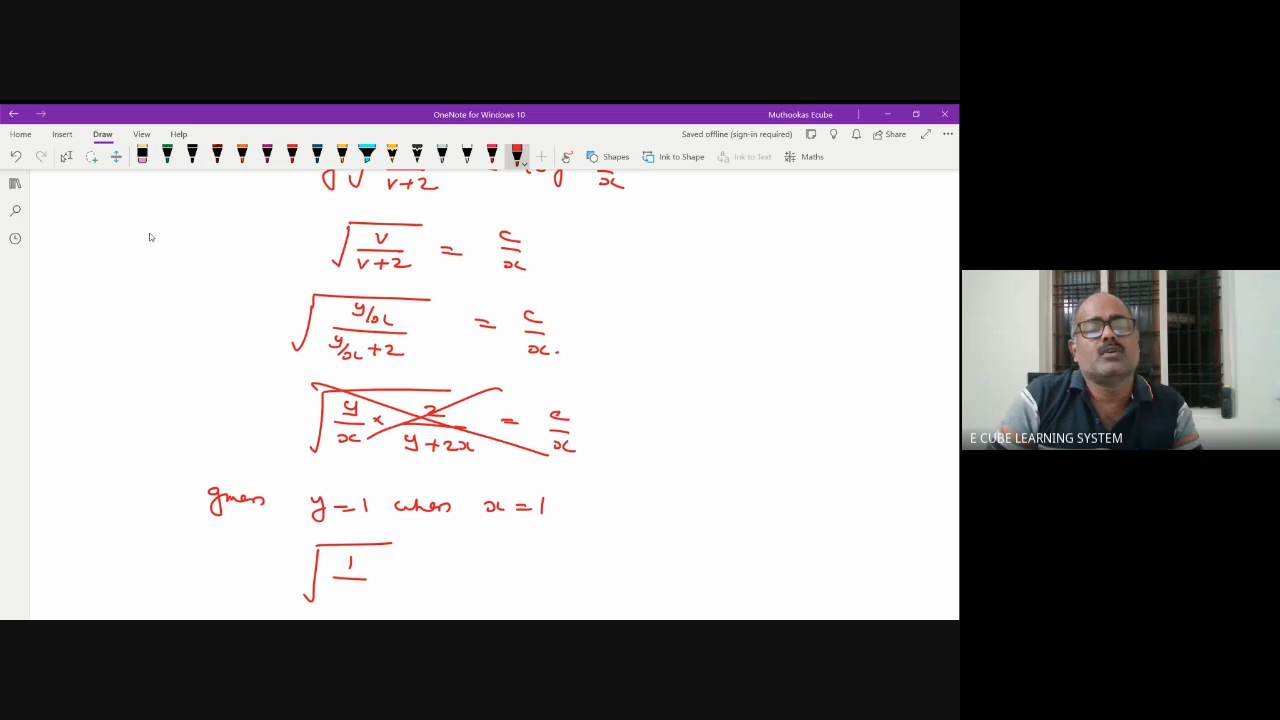 OneNote for Windows 10
Muthookas Ecube
Home Insert Draw View Help
Saved offline (sign-in required)
Share
Shapes
Ink to Shape
Ink to Text
Maths
√(v/(v+2)) = c/x
√((y/x)/(y/x+2)) = c/x.
√(y/x × 2/(y+2x)) = c/x
y = 1 when x = 1
√(1/
E CUBE LEARNING SYSTEM